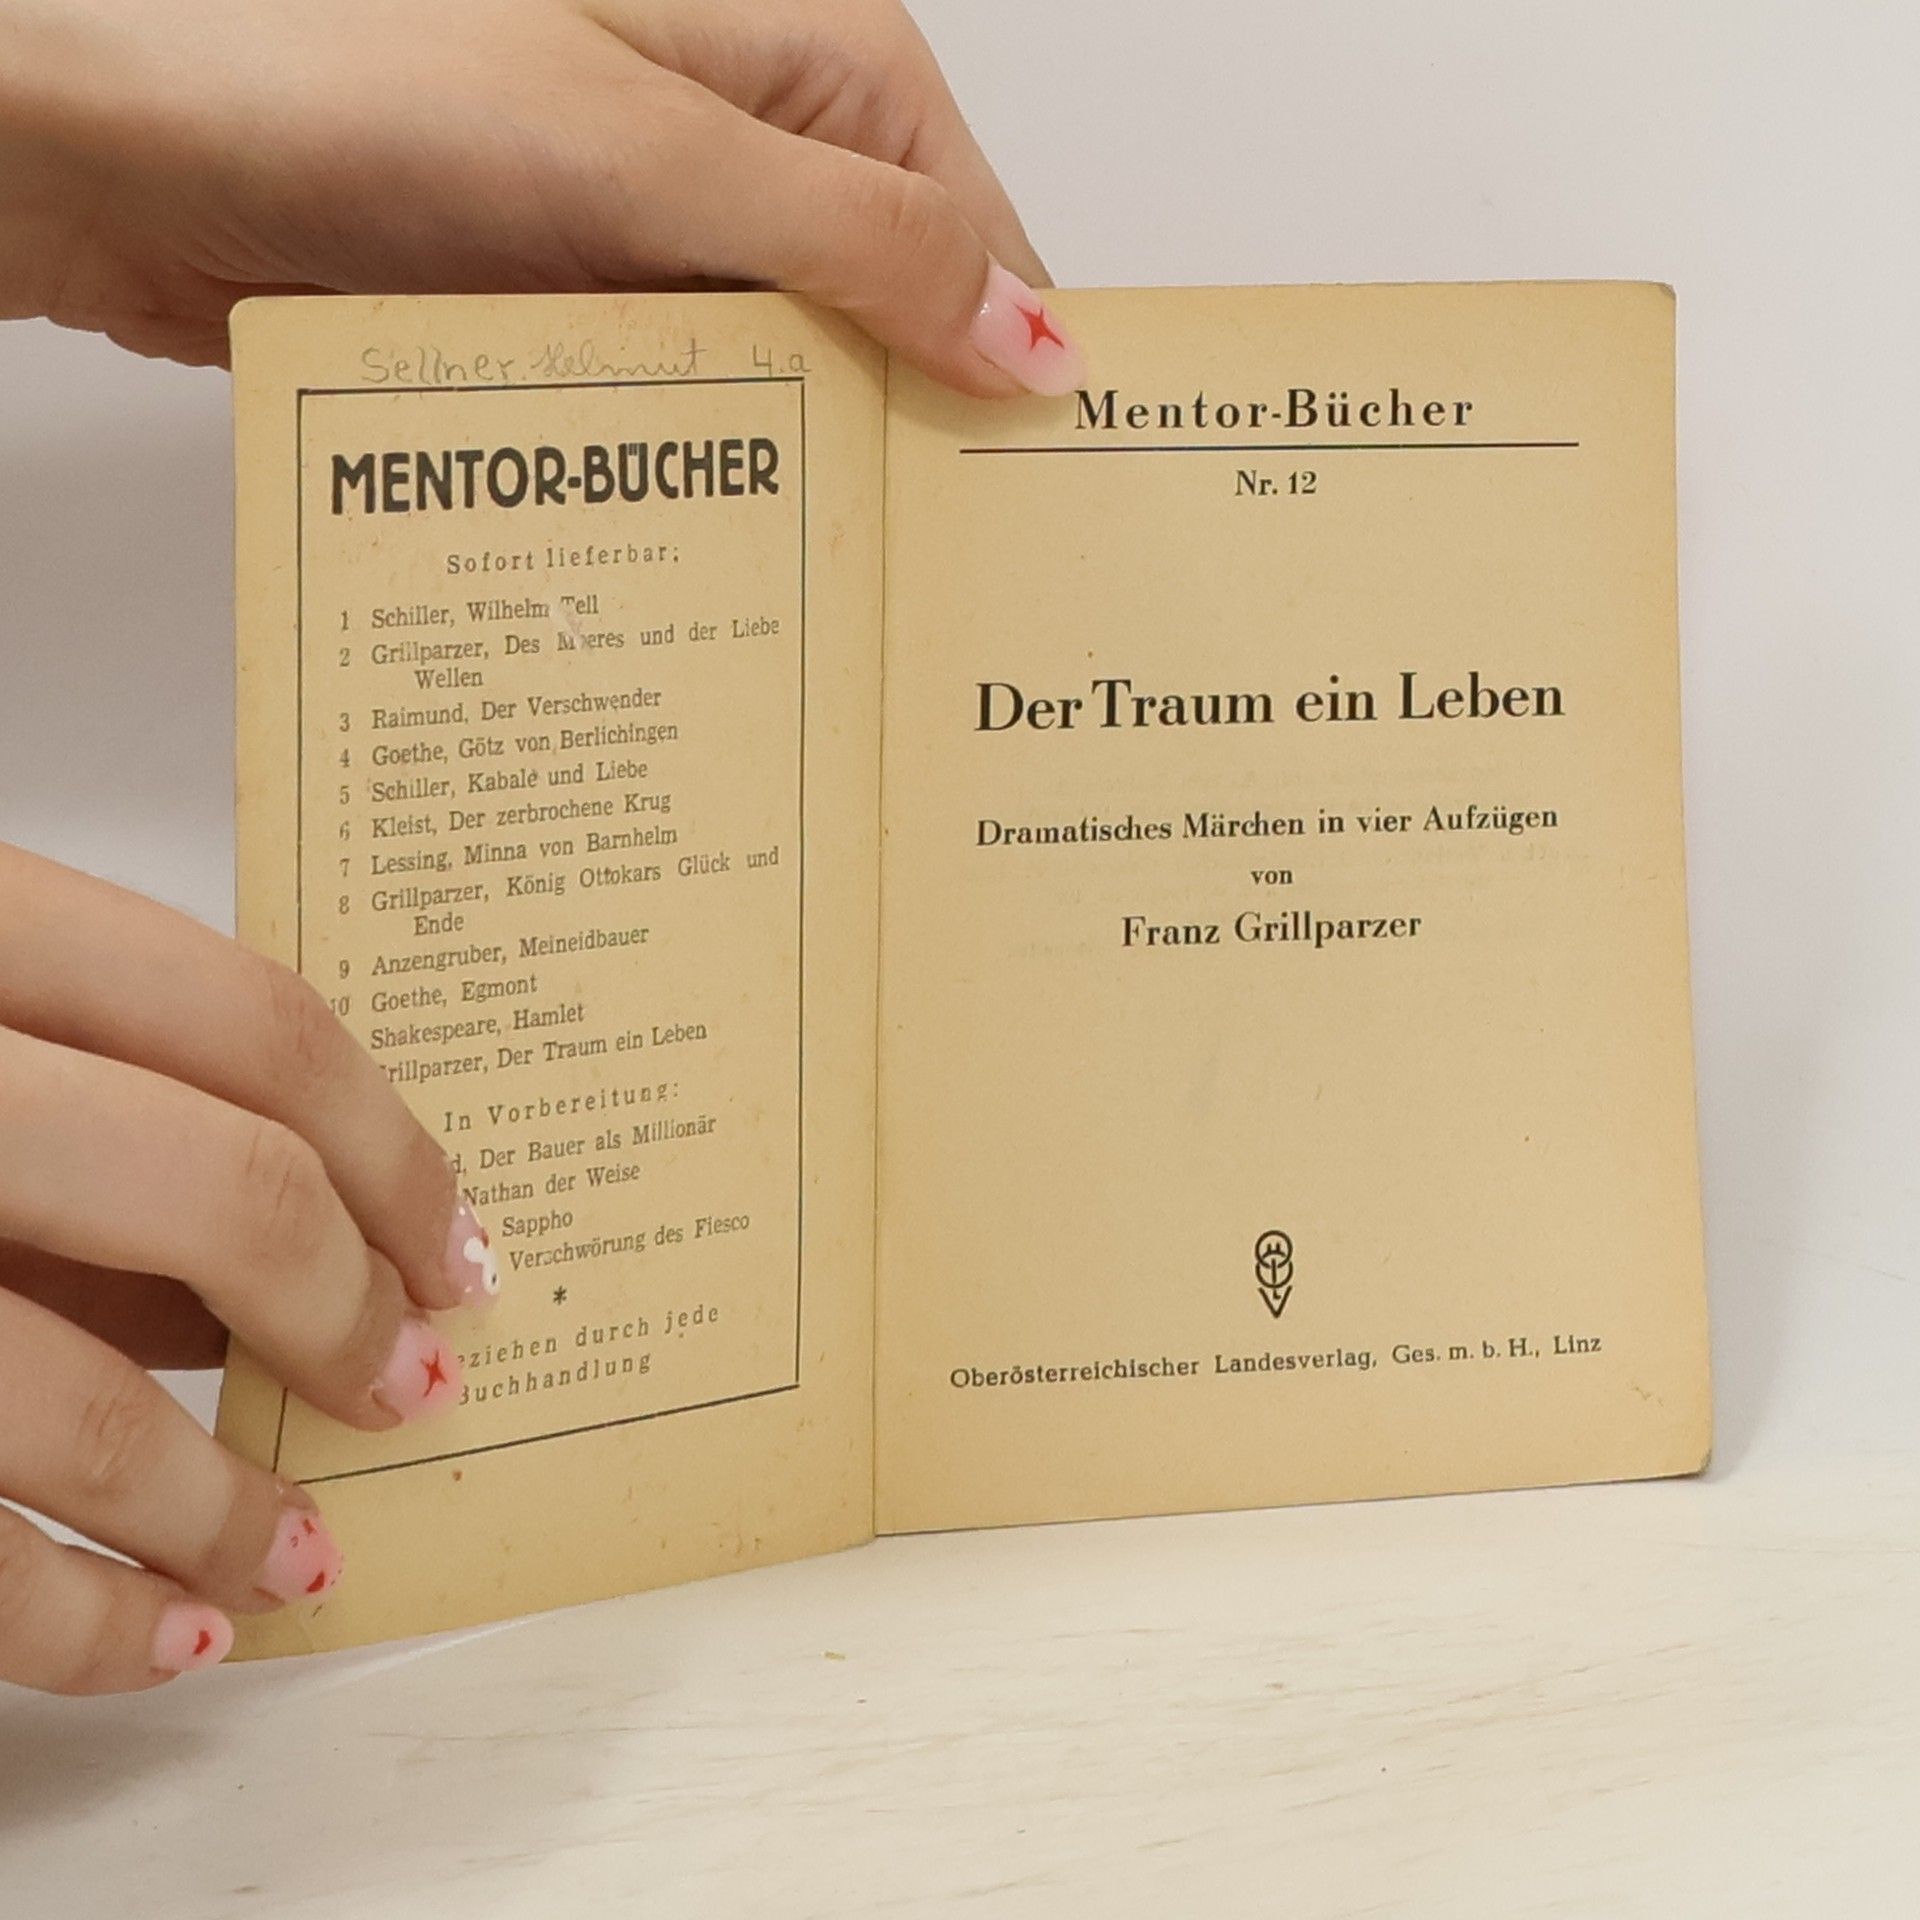 Sellner Helmut 4.a
MENTOR-BÜCHER
Sofort lieferbar:
1 Schiller, Wilhelm Tell
2 Grillparzer, Des Meeres und der Liebe
Wellen
3 Raimund, Der Verschwender
4 Goethe, Götz von Berlichingen
5 Schiller, Kabale und Liebe
6 Kleist, Der zerbrochene Krug
7 Lessing, Minna von Barnhelm
8 Grillparzer, König Ottokars Glück und
Ende
9 Anzengruber, Meineidbauer
10 Goethe, Egmont
Shakespeare, Hamlet
rillparzer, Der Traum ein Leben
In Vorbereitung:
d, Der Bauer als Millionär
Nathan der Weise
Sappho
Verschwörung des Fiesco
*
eziehen durch jede
Buchhandlung
Mentor-Bücher
Nr. 12
Der Traum ein Leben
Dramatisches Märchen in vier Aufzügen
von
Franz Grillparzer
Oberösterreichischer Landesverlag, Ges. m. b. H., Linz